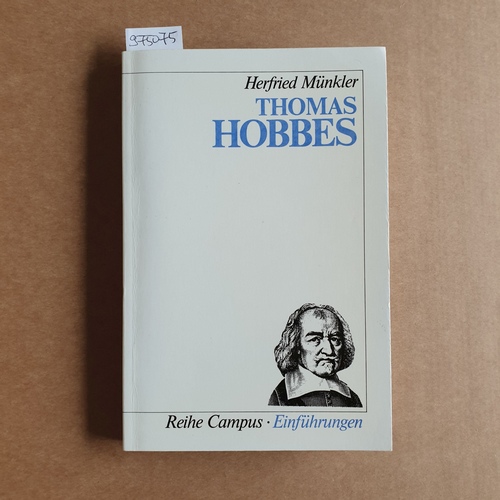 975075
Herfried Münkler
THOMAS
HOBBES
Reihe Campus · Einführungen